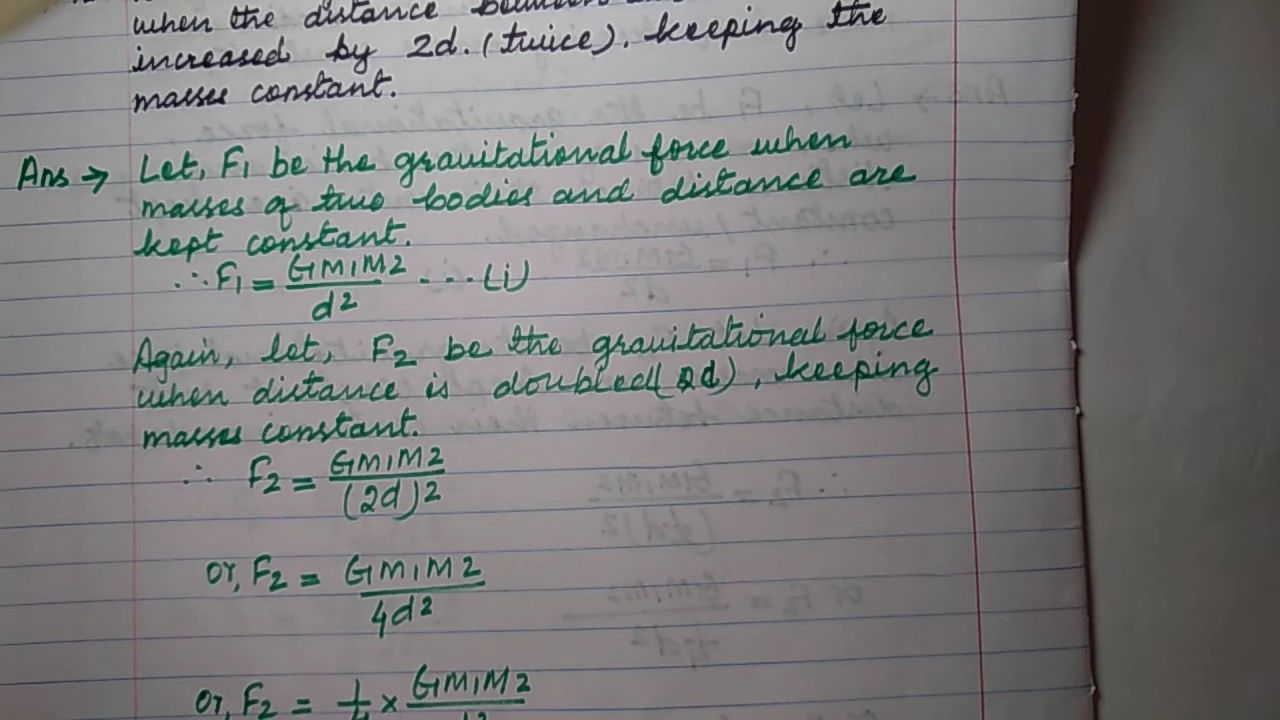 when the distance between
increased by 2d. (twice). keeping the
masses constant.
Ans → Let, F1 be the gravitational force when
masses of two bodies and distance are
kept constant.
∴ F1 = GM1M2 / d² ---(i)
Again, let, F2 be the gravitational force
when distance is doubled(2d), keeping
masses constant.
∴ F2 = GM1M2 / (2d)²
or, F2 = GM1M2 / 4d²
or, F2 = × GM1M2